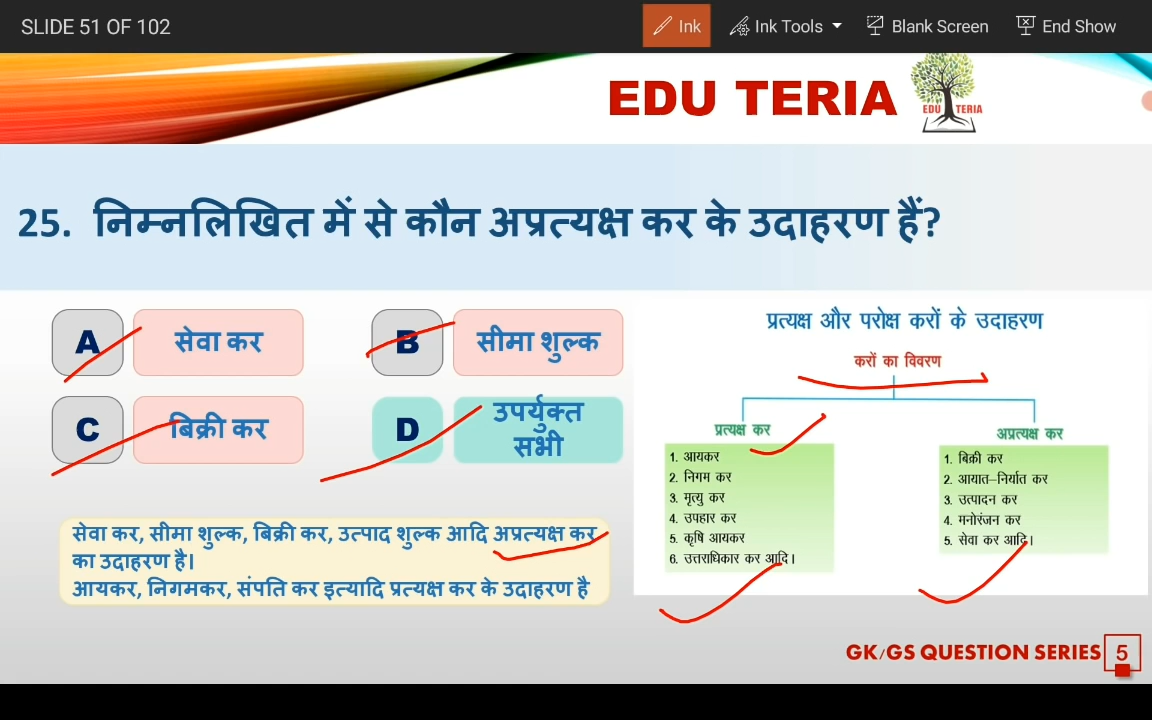 SLIDE 51 OF 102
Ink
Ink Tools
Blank Screen
End Show
EDU TERIA
EDU TERIA
25. निम्नलिखित में से कौन अप्रत्यक्ष कर के उदाहरण हैं?
A सेवा कर
B सीमा शुल्क
C बिक्री कर
D उपर्युक्त
सभी
सेवा कर, सीमा शुल्क, बिक्री कर, उत्पाद शुल्क आदि अप्रत्यक्ष कर
का उदाहरण है।
आयकर, निगमकर, संपति कर इत्यादि प्रत्यक्ष कर के उदाहरण है
प्रत्यक्ष और परोक्ष करों के उदाहरण
करों का विवरण
प्रत्यक्ष कर
1. आयकर
2. निगम कर
3. मृत्यु कर
4. उपहार कर
5. कृषि आयकर
6. उत्तराधिकार कर आदि।
अप्रत्यक्ष कर
1. बिक्री कर
2. आयात–निर्यात कर
3. उत्पादन कर
4. मनोरंजन कर
5. सेवा कर आदि।
GK/GS QUESTION SERIES 5